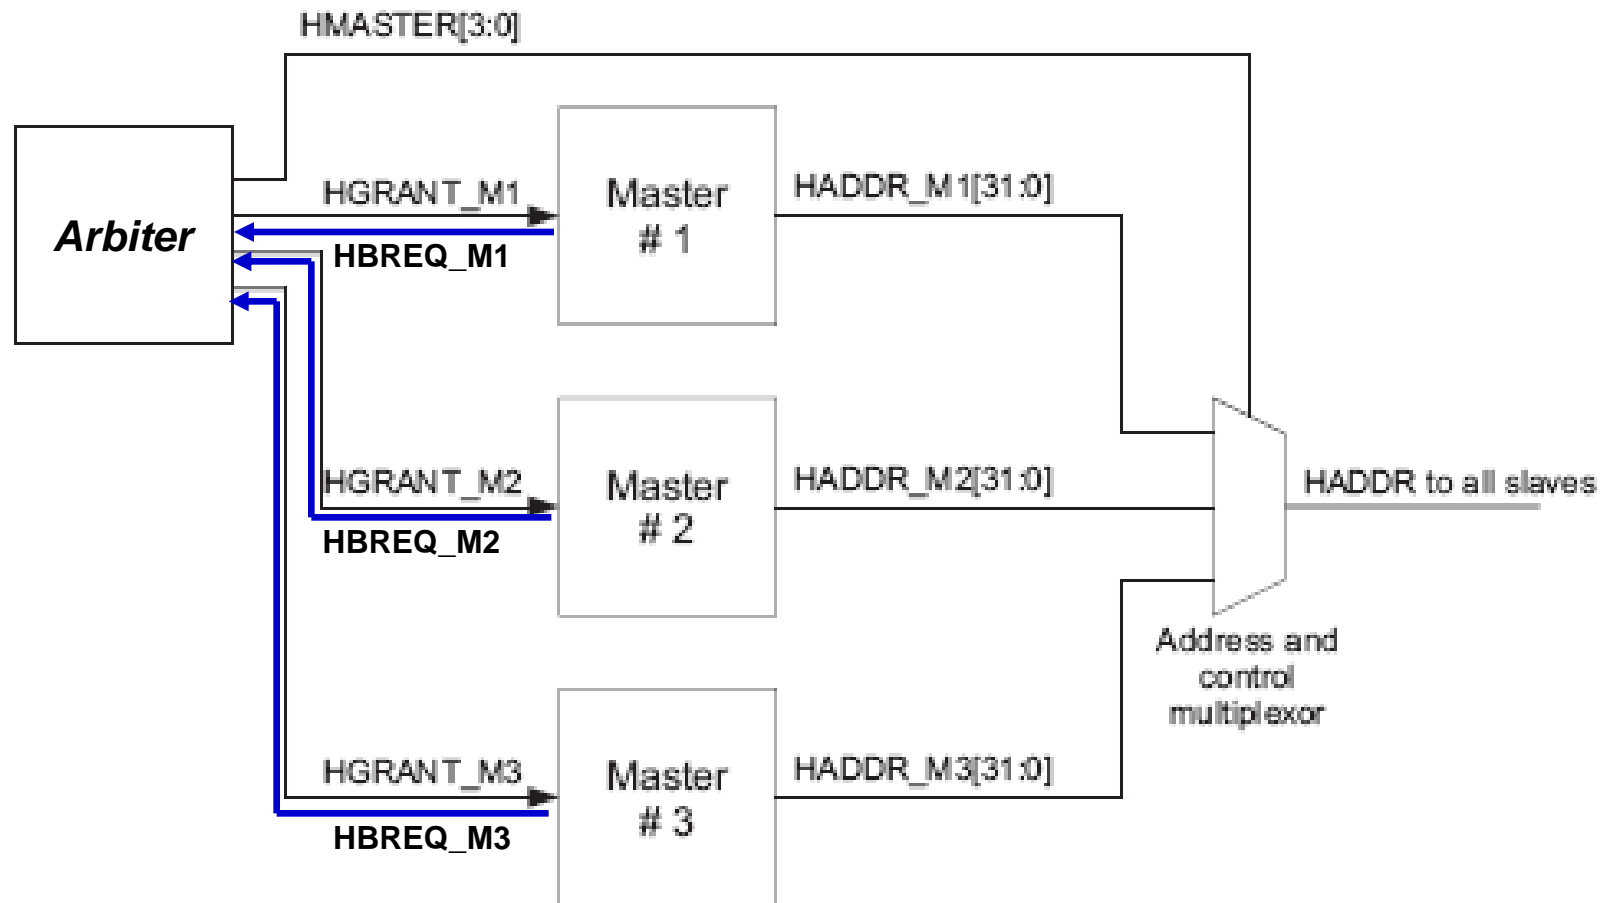 HMASTER[3:0]
Arbiter
HGRANT_M1
HBREQ_M1
Master
# 1
HADDR_M1[31:0]
HGRANT_M2
HBREQ_M2
Master
# 2
HADDR_M2[31:0]
HADDR to all slaves
Address and
control
multiplexor
HGRANT_M3
HBREQ_M3
Master
# 3
HADDR_M3[31:0]